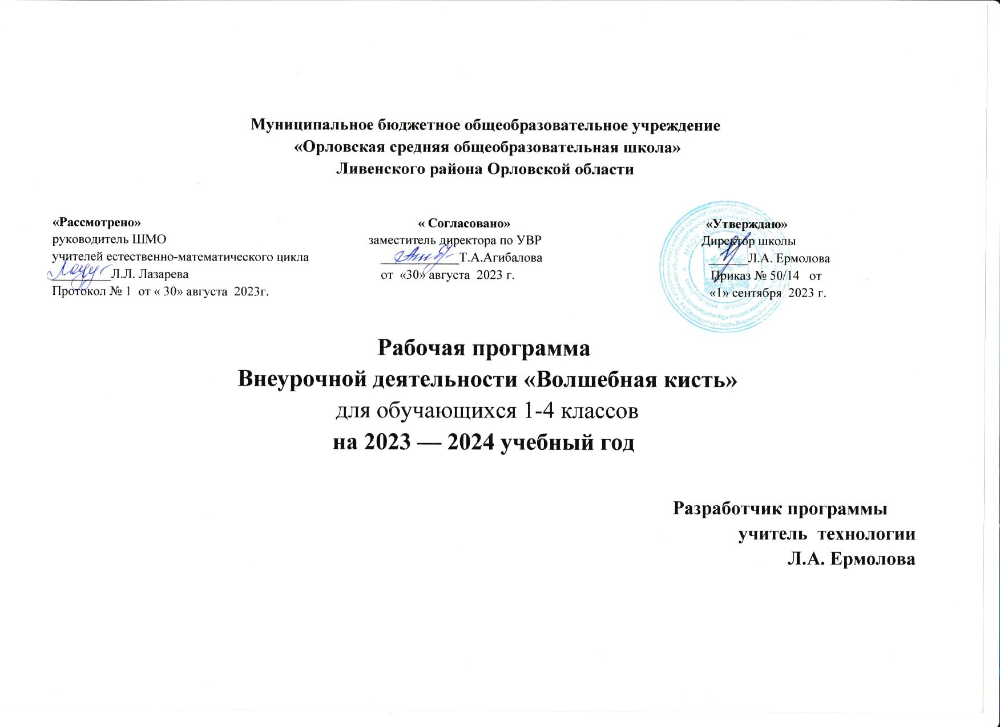 Муниципальное бюджетное общеобразовательное учреждение
«Орловская средняя общеобразовательная школа»
Ливенского района Орловской области
«Рассмотрено»
руководитель ШМО
учителей естественно-математического цикла
_________Л.Л. Лазарева
Протокол № 1 от « 30» августа 2023г.
« Согласовано»
заместитель директора по УВР
____________Т.А.Агибалова
от «30» августа 2023 г.
«Утверждаю»
Директор школы
______Л.А. Ермолова
Приказ № 50/14 от
«1» сентября 2023 г.
Рабочая программа
Внеурочной деятельности «Волшебная кисть»
для обучающихся 1-4 классов
на 2023 — 2024 учебный год
Разработчик программы
учитель технологии
Л.А. Ермолова